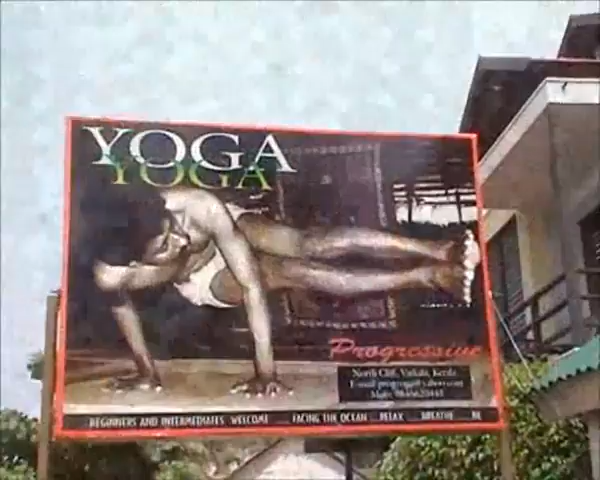 YOGA
YOGA
Progressive
North Cliff, Varkala, Kerala
BEGINNERS AND INTERMEDIATES WELCOME FACING THE OCEAN RELAX BREATHE BE